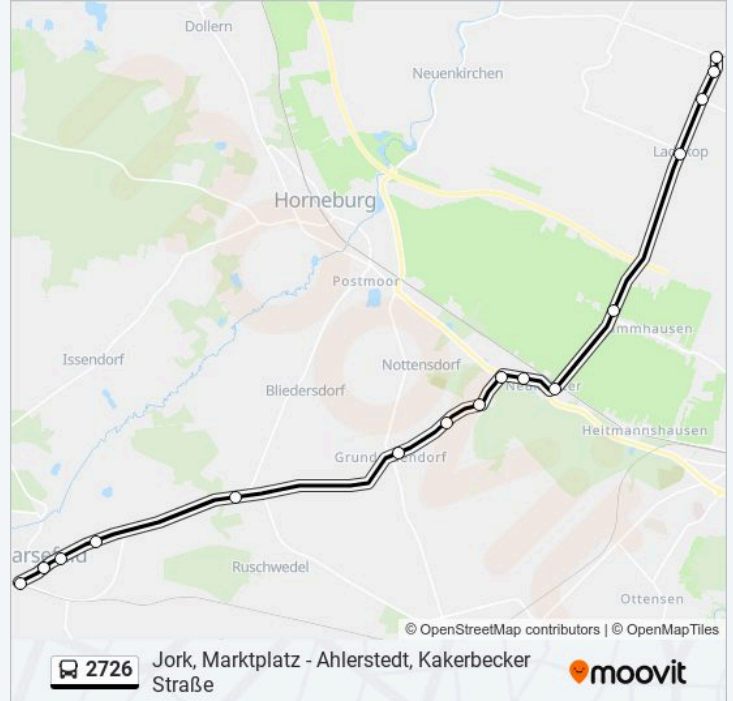 Dollern
Neuenkirchen
Horneburg
Postmoor
Issendorf
Nottensdorf
Bliedersdorf
mmhausen
Heitmannshausen
Ruschwedel
Ottensen
© OpenStreetMap contributors | © OpenMapTiles
2726
Jork, Marktplatz - Ahlerstedt, Kakerbecker
Straße
moovit